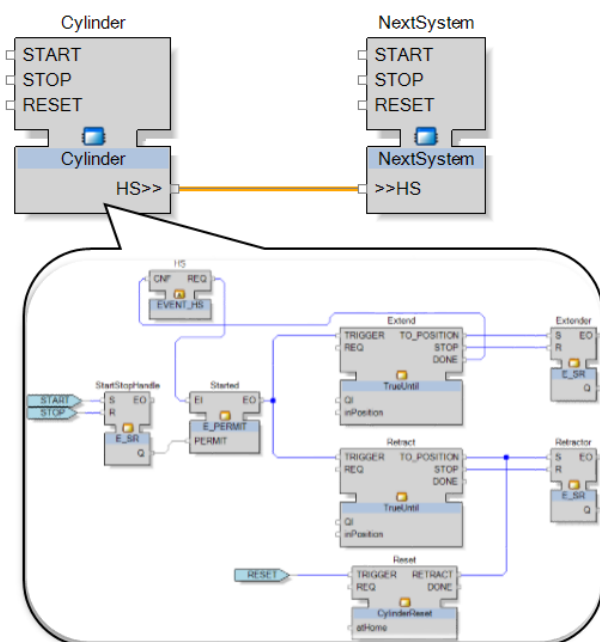 Cylinder
START
STOP
RESET
Cylinder
HS>>
NextSystem
START
STOP
RESET
NextSystem
>>HS
HS
CNF REQ
EVENT_HS
StartStopHandle
START
STOP
S EO
R
E_SR
Q
Started
EI EO
E_PERMIT
PERMIT
Extend
TRIGGER TO_POSITION
REQ STOP
DONE
TrueUntil
QI
inPosition
Extender
S EO
R
E_SR
Q
Retract
TRIGGER TO_POSITION
REQ STOP
DONE
TrueUntil
QI
inPosition
Retractor
S EO
R
E_SR
Q
RESET
Reset
TRIGGER RETRACT
REQ DONE
CylinderReset
atHome